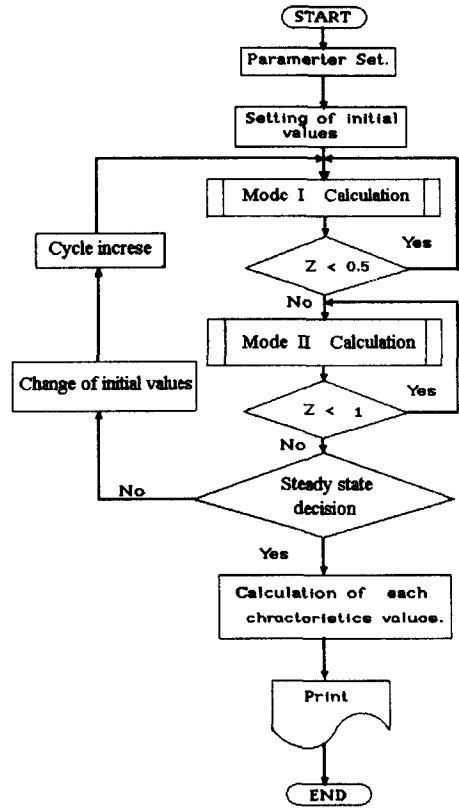 START
Paramerter Set.
Setting of initial
values
Mode I Calculation
Cycle increse
Yes
Z < 0.5
No
Mode II Calculation
Change of initial values
Yes
Z < 1
No
Steady state
decision
No
Yes
Calculation of each
chractoristics values.
Print
END